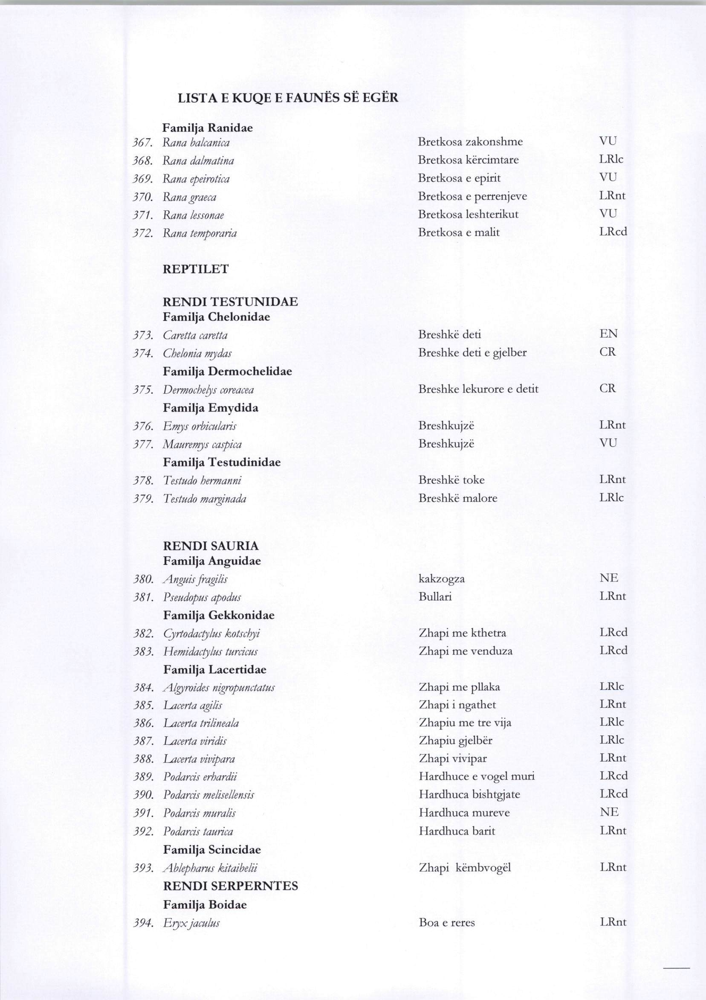 LISTA E KUQE E FAUNËS SË EGËR
Familja Ranidae
367. Rana balcanica Bretkosa zakonshme VU
368. Rana dalmatina Bretkosa kërcimtare LRlc
369. Rana epeirotica Bretkosa e epirit VU
370. Rana graeca Bretkosa e perrenjeve LRnt
371. Rana lessonae Bretkosa leshterikut VU
372. Rana temporaria Bretkosa e malit LRcd
REPTILET
RENDI TESTUNIDAE
Familja Chelonidae
373. Caretta caretta Breshkë deti EN
374. Chelonia mydas Breshke deti e gjelber CR
Familja Dermochelidae
375. Dermochelys coreacea Breshke lekurore e detit CR
Familja Emydida
376. Emys orbicularis Breshkujzë LRnt
377. Mauremys caspica Breshkujzë VU
Familja Testudinidae
378. Testudo hermanni Breshkë toke LRnt
379. Testudo marginada Breshkë malore LRlc
RENDI SAURIA
Familja Anguidae
380. Anguis fragilis kakzogza NE
381. Pseudopus apodus Bullari LRnt
Familja Gekkonidae
382. Cyrtodactylus kotschyi Zhapi me kthetra LRcd
383. Hemidactylus turcicus Zhapi me venduza LRcd
Familja Lacertidae
384. Algyroides nigropunctatus Zhapi me pllaka LRlc
385. Lacerta agilis Zhapi i ngathet LRnt
386. Lacerta trilineala Zhapiu me tre vija LRlc
387. Lacerta viridis Zhapiu gjelbër LRlc
388. Lacerta vivipara Zhapi vivipar LRnt
389. Podarcis erhardii Hardhuce e vogel muri LRcd
390. Podarcis melisellensis Hardhuca bishtgjate LRcd
391. Podarcis muralis Hardhuca mureve NE
392. Podarcis taurica Hardhuca barit LRnt
Familja Scincidae
393. Ablepharus kitaibelii Zhapi këmbvogël LRnt
RENDI SERPERNTES
Familja Boidae
394. Eryx jaculus Boa e reres LRnt